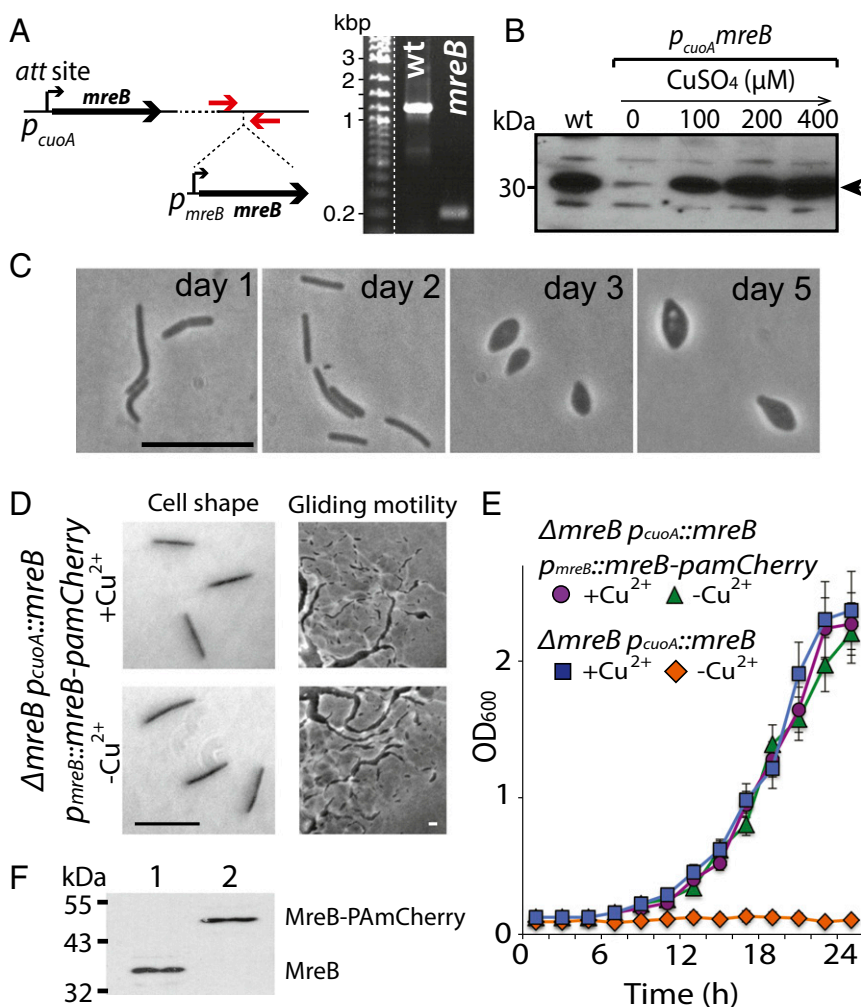 A
att site
mreB
pcuoA
pmreB
mreB
kbp
3
2
1
0.2
wt
mreB
B
pcuoAmreB
CuSO4 (µM)
kDa
wt
0
100
200
400
30
C
day 1
day 2
day 3
day 5
D
Cell shape
Gliding motility
ΔmreB pcuoA::mreB
pmreB::mreB-pamCherry
+Cu2+
-Cu2+
E
ΔmreB pcuoA::mreB
pmreB::mreB-pamCherry
+Cu2+
-Cu2+
ΔmreB pcuoA::mreB
+Cu2+
-Cu2+
OD600
2
1
0
0
6
12
18
24
Time (h)
F
kDa
1
2
55
43
32
MreB-PAmCherry
MreB